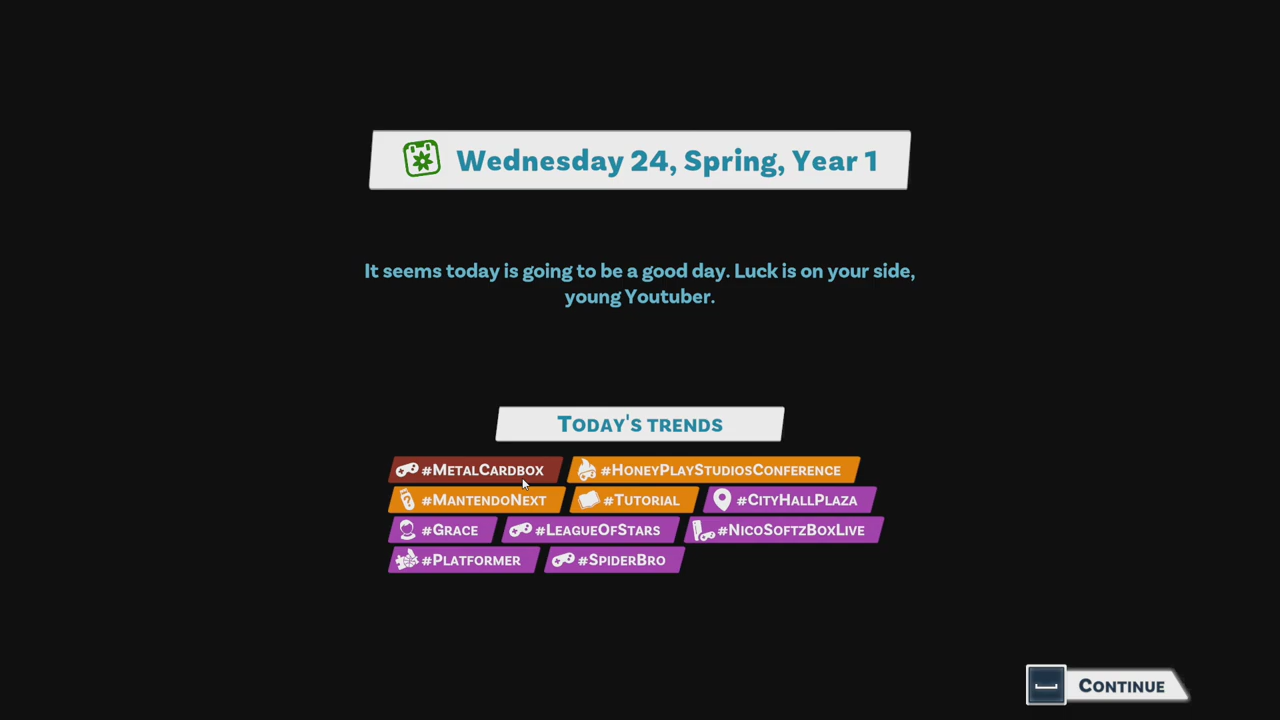 Wednesday 24, Spring, Year 1
It seems today is going to be a good day. Luck is on your side,
young Youtuber.
Today's trends
#MetalCardbox #HoneyPlayStudiosConference
#MantendoNext #Tutorial #CityHallPlaza
#Grace #LeagueOfStars #NicoSoftzBoxLive
#Platformer #SpiderBro
Continue